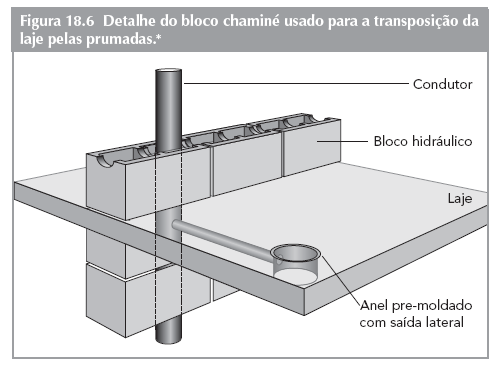 Figura 18.6 Detalhe do bloco chaminé usado para a transposição da
laje pelas prumadas.*
Condutor
Bloco hidráulico
Laje
Anel pre-moldado
com saída lateral